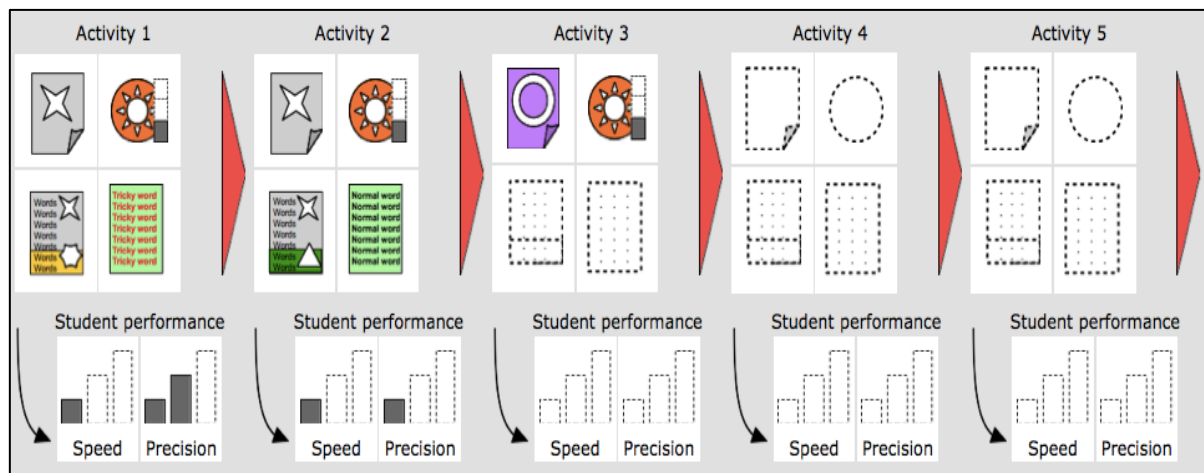 Activity 1
Activity 2
Activity 3
Activity 4
Activity 5
Words
Words
Words
Words
Words
Words
Tricky word
Tricky word
Tricky word
Tricky word
Tricky word
Tricky word
Tricky word
Words
Words
Words
Words
Words
Words
Normal word
Normal word
Normal word
Normal word
Normal word
Normal word
Normal word
Student performance
Student performance
Student performance
Student performance
Student performance
Speed Precision
Speed Precision
Speed Precision
Speed Precision
Speed Precision